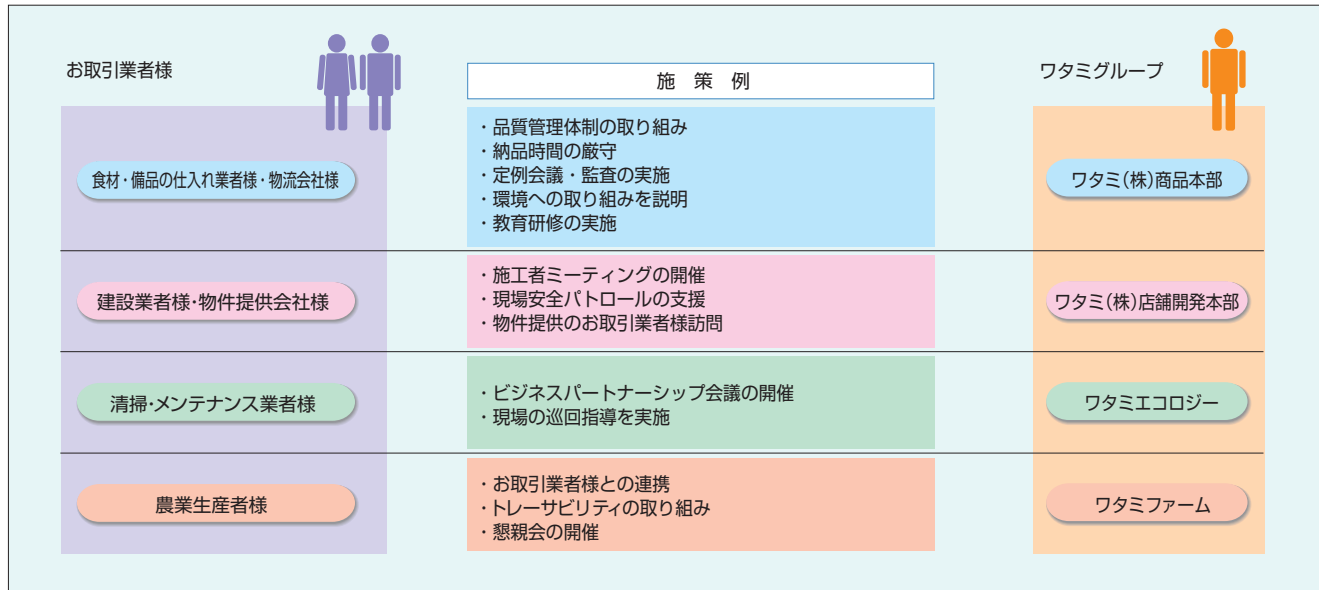 お取引業者様
施策例
ワタミグループ
食材・備品の仕入れ業者様・物流会社様
・品質管理体制の取り組み
・納品時間の厳守
・定例会議・監査の実施
・環境への取り組みを説明
・教育研修の実施
ワタミ(株)商品本部
建設業者様・物件提供会社様
・施工者ミーティングの開催
・現場安全パトロールの支援
・物件提供のお取引業者様訪問
ワタミ(株)店舗開発本部
清掃・メンテナンス業者様
・ビジネスパートナーシップ会議の開催
・現場の巡回指導を実施
ワタミエコロジー
農業生産者様
・お取引業者様との連携
・トレーサビリティの取り組み
・懇親会の開催
ワタミファーム